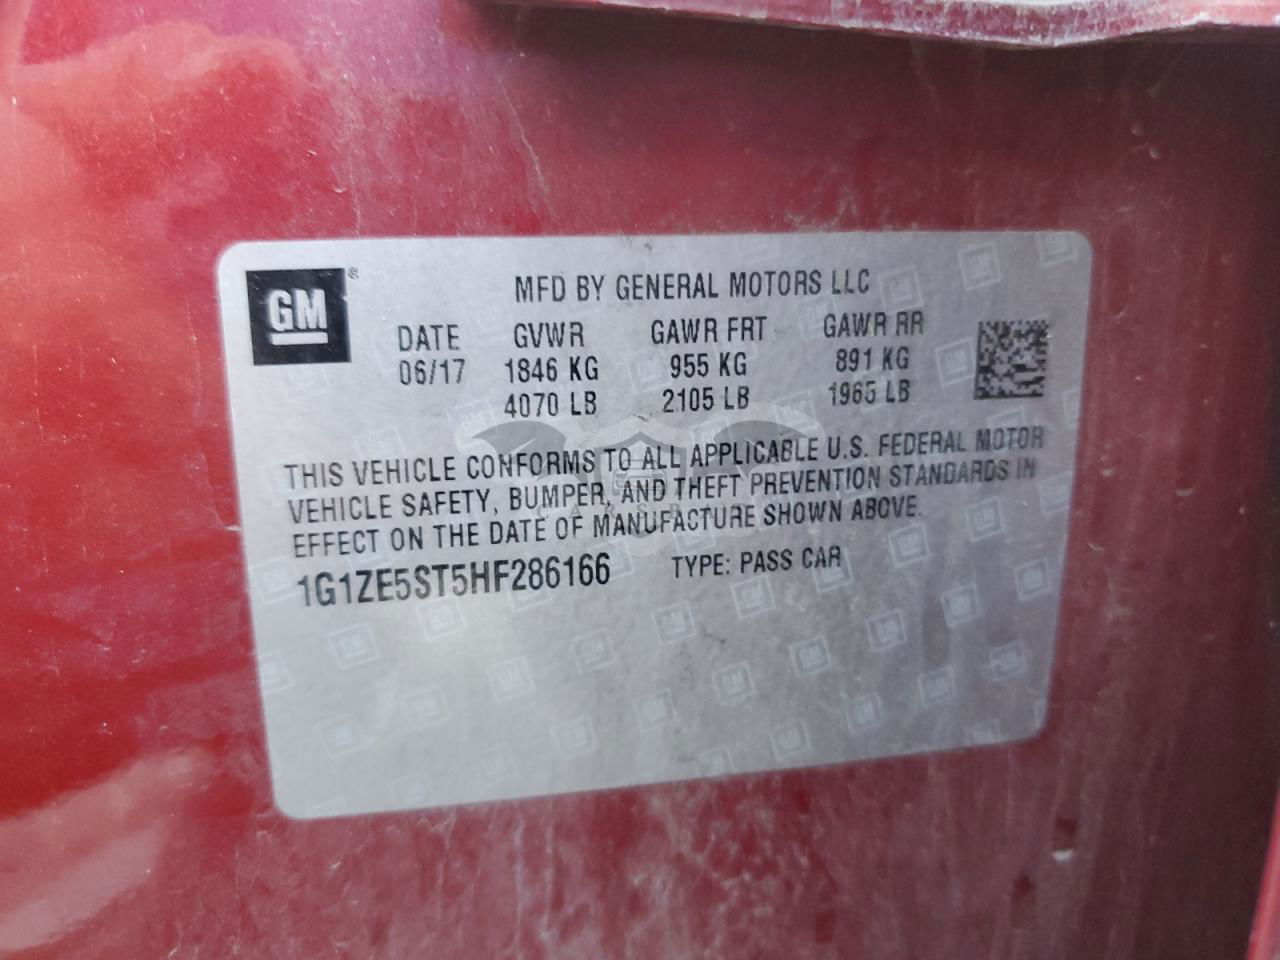 GM®
MFD BY GENERAL MOTORS LLC
DATE GVWR GAWR FRT GAWR RR
06/17 1846 KG 955 KG 891 KG
4070 LB 2105 LB 1965 LB
THIS VEHICLE CONFORMS TO ALL APPLICABLE U.S. FEDERAL MOTOR
VEHICLE SAFETY, BUMPER, AND THEFT PREVENTION STANDARDS IN
EFFECT ON THE DATE OF MANUFACTURE SHOWN ABOVE.
1G1ZE5ST5HF286166 TYPE: PASS CAR